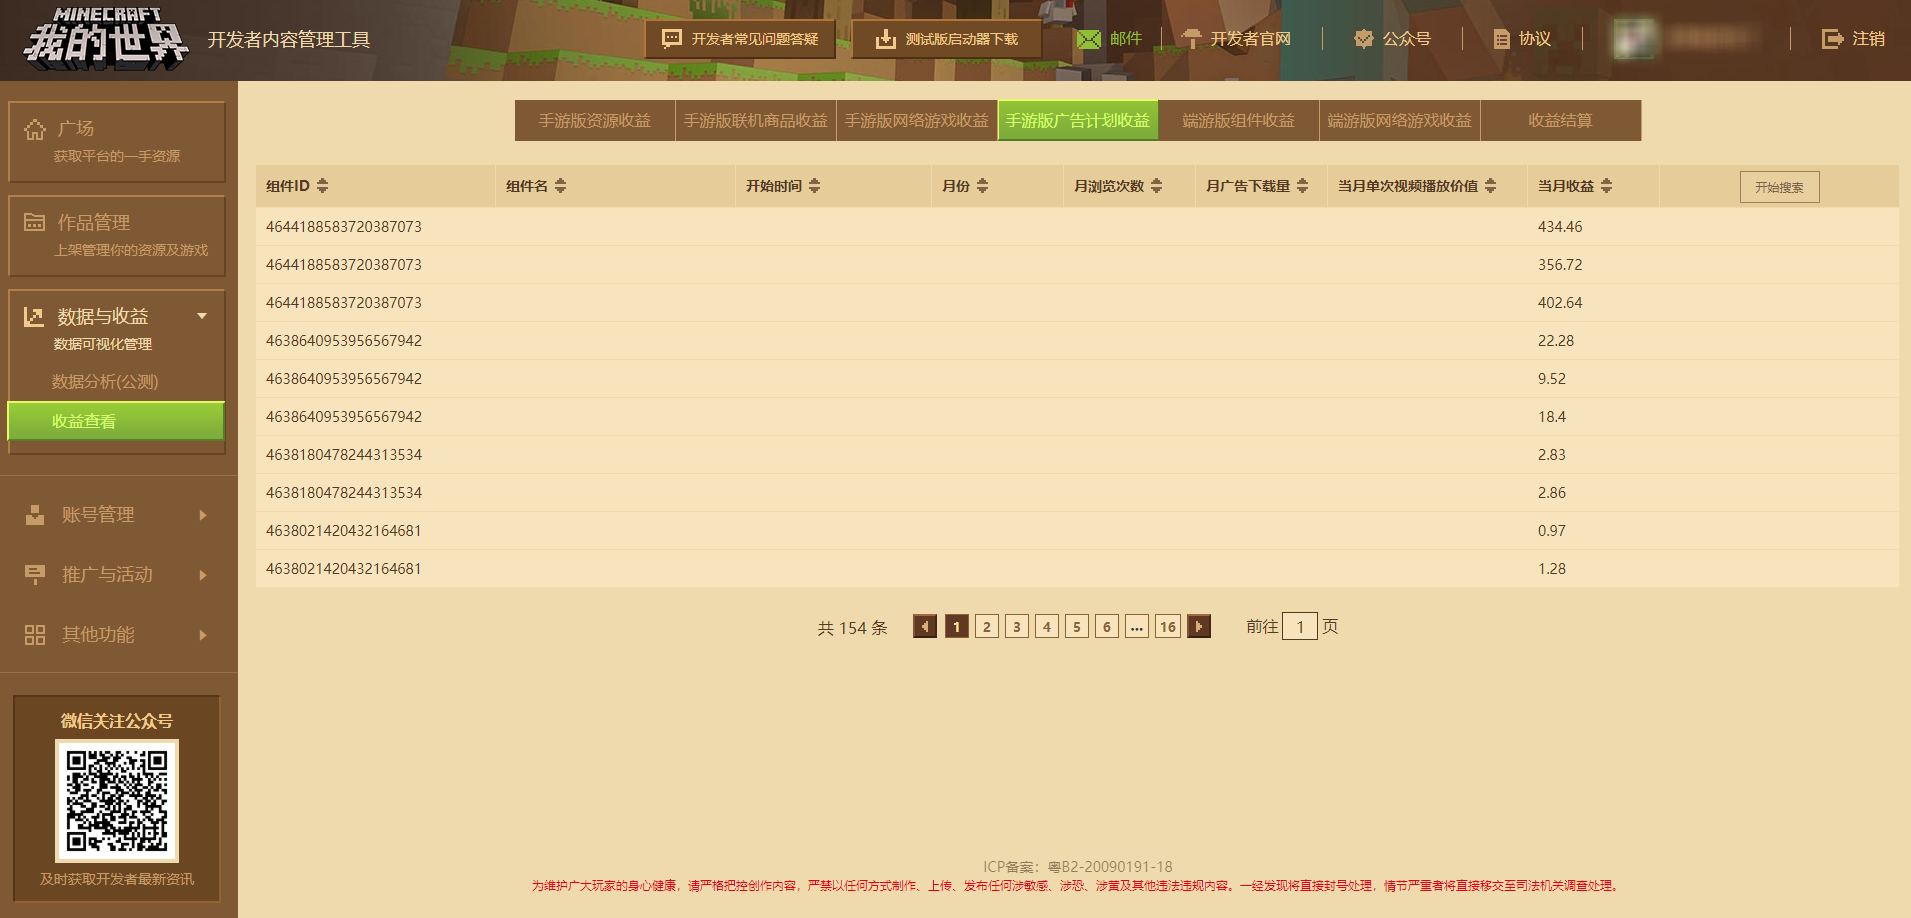 MINECRAFT
我的世界
开发者内容管理工具
开发者常见问题答疑
测试版启动器下载
邮件
开发者官网
公众号
协议
注销
广场
获取平台的一手资源
作品管理
上架管理你的资源及游戏
数据与收益
数据可视化管理
数据分析(公测)
收益查看
账号管理
推广与活动
其他功能
微信关注公众号
及时获取开发者最新资讯
手游版资源收益 手游版联机商品收益 手游版网络游戏收益 手游版广告计划收益 端游版组件收益 端游版网络游戏收益 收益结算
组件ID 组件名 开始时间 月份 月浏览次数 月广告下载量 当月单次视频播放价值 当月收益 开始搜索
4644188583720387073 434.46
4644188583720387073 356.72
4644188583720387073 402.64
4638640953956567942 22.28
4638640953956567942 9.52
4638640953956567942 18.4
4638180478244313534 2.83
4638180478244313534 2.86
4638021420432164681 0.97
4638021420432164681 1.28
共 154 条 1 2 3 4 5 6 ... 16 前往 1 页
ICP备案：粤B2-20090191-18
为维护广大玩家的身心健康，请严格把控创作内容，严禁以任何方式制作、上传、发布任何涉敏感、涉恐、涉黄及其他违法违规内容。一经发现将直接封号处理，情节严重者将直接移交至司法机关调查处理。